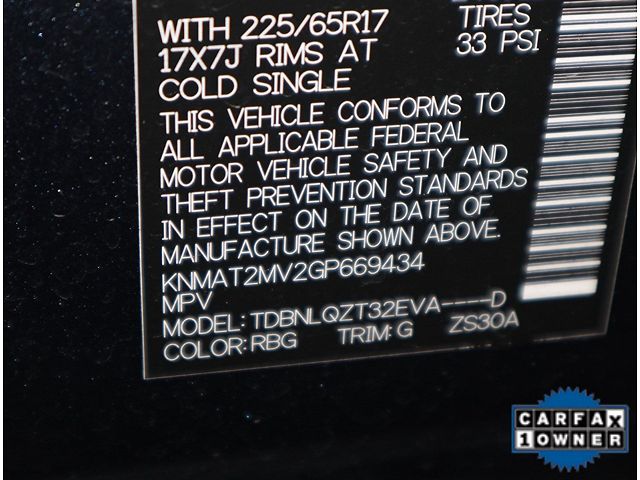 WITH 225/65R17 TIRES
17X7J RIMS AT 33 PSI
COLD SINGLE
THIS VEHICLE CONFORMS TO
ALL APPLICABLE FEDERAL
MOTOR VEHICLE SAFETY AND
THEFT PREVENTION STANDARDS
IN EFFECT ON THE DATE OF
MANUFACTURE SHOWN ABOVE.
KNMAT2MV2GP669434
MPV
MODEL: TDBNLQZT32EVA----D
COLOR: RBG TRIM: G ZS30A
CARFAX
1 OWNER